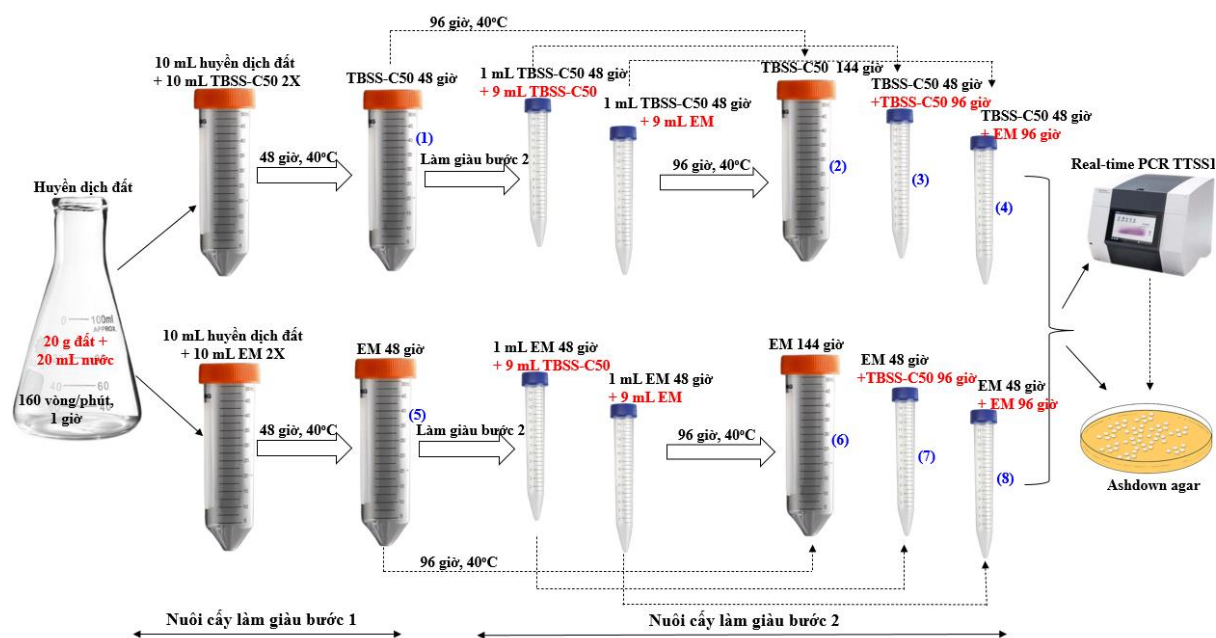 96 giờ, 40°C
10 mL huyền dịch đất
+ 10 mL TBSS-C50 2X
TBSS-C50 48 giờ
1 mL TBSS-C50 48 giờ
+ 9 mL TBSS-C50
1 mL TBSS-C50 48 giờ
+ 9 mL EM
TBSS-C50 144 giờ
TBSS-C50 48 giờ
+TBSS-C50 96 giờ
TBSS-C50 48 giờ
+ EM 96 giờ
(1)
48 giờ, 40°C
Làm giàu bước 2
96 giờ, 40°C
(2)
(3)
(4)
Real-time PCR TTSS1
Huyền dịch đất
100ml
APPROX.
20 g đất +
20 mL nước
40
60
40
160 vòng/phút,
1 giờ
10 mL huyền dịch đất
+ 10 mL EM 2X
EM 48 giờ
1 mL EM 48 giờ
+ 9 mL TBSS-C50
1 mL EM 48 giờ
+ 9 mL EM
EM 144 giờ
EM 48 giờ
+TBSS-C50 96 giờ
EM 48 giờ
+ EM 96 giờ
(5)
48 giờ, 40°C
Làm giàu bước 2
96 giờ, 40°C
(6)
(7)
(8)
Ashdown agar
96 giờ, 40°C
Nuôi cấy làm giàu bước 1
Nuôi cấy làm giàu bước 2